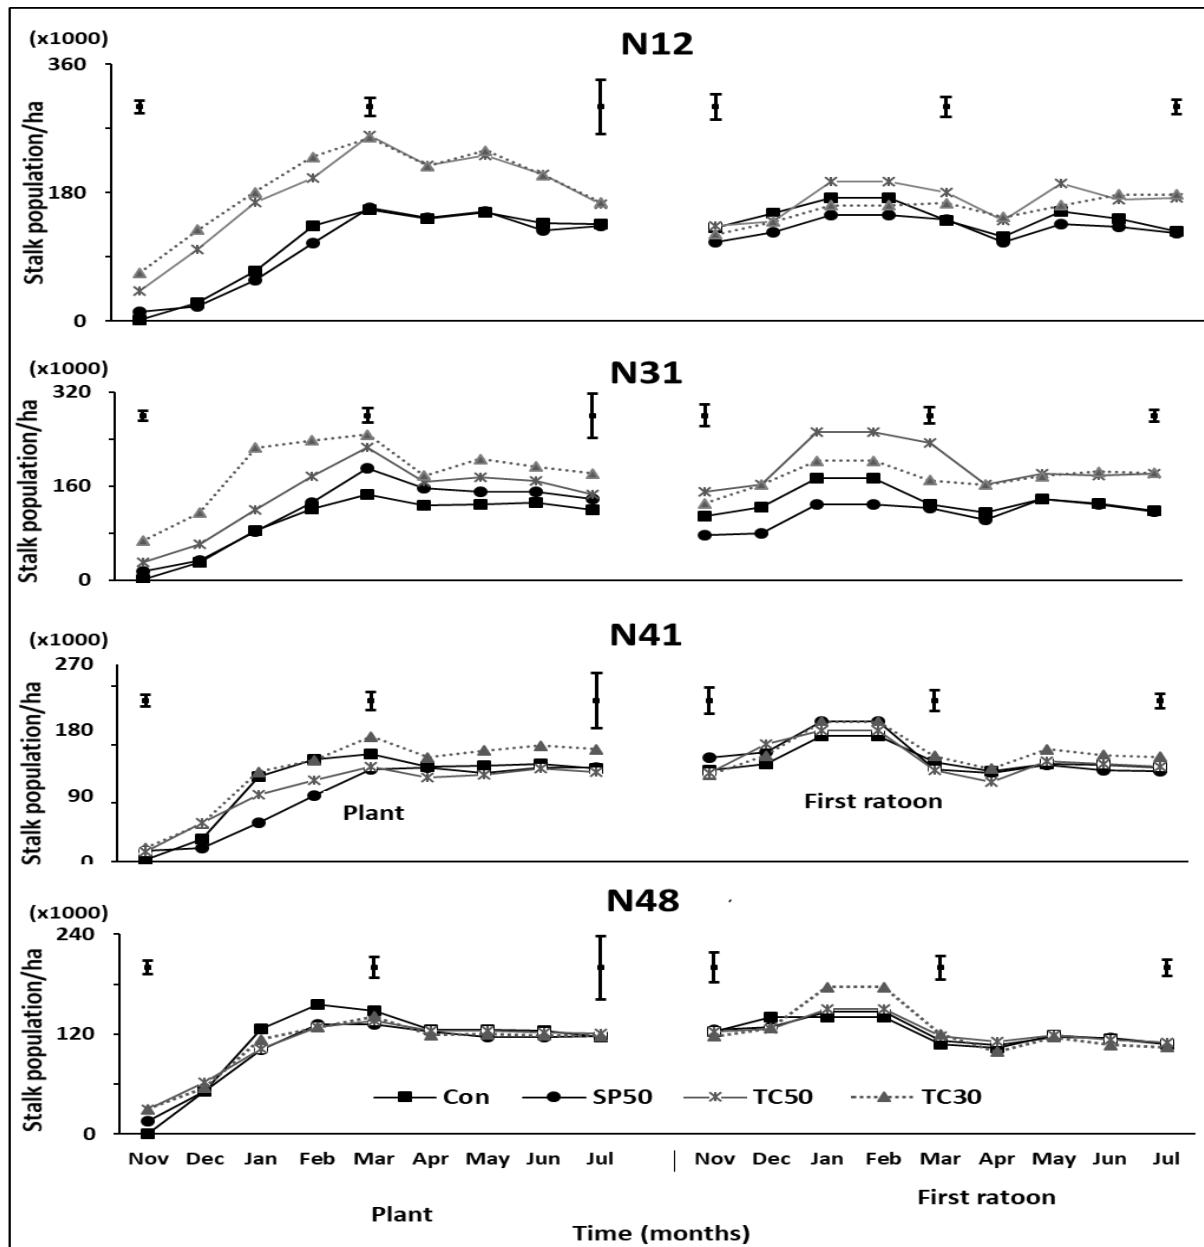 (x1000)
N12
360
180
0
Stalk population/ha
(x1000)
N31
320
160
0
Stalk population/ha
(x1000)
N41
270
180
90
0
Stalk population/ha
Plant
First ratoon
(x1000)
N48
240
120
0
Stalk population/ha
Con SP50 TC50 TC30
Nov Dec Jan Feb Mar Apr May Jun Jul Nov Dec Jan Feb Mar Apr May Jun Jul
Plant
First ratoon
Time (months)